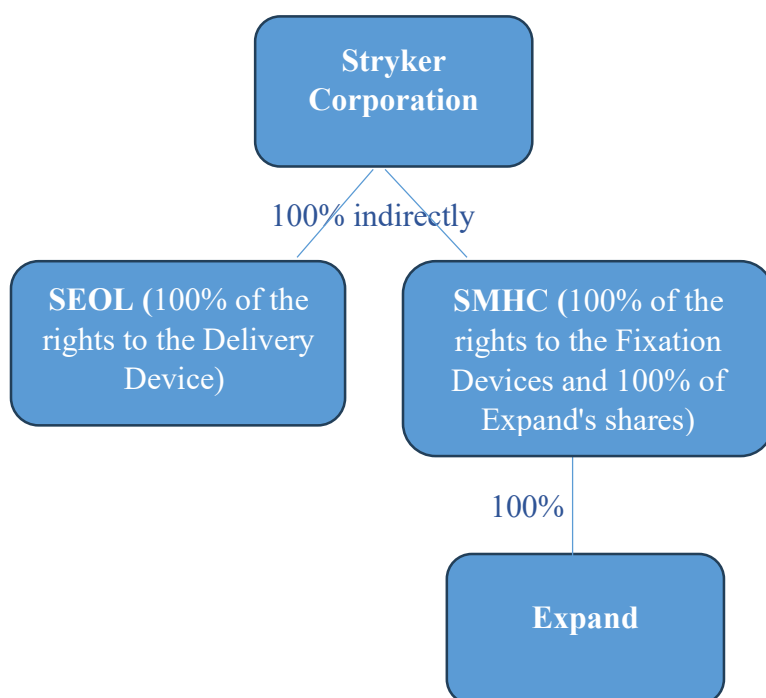 Stryker
Corporation
100% indirectly
SEOL (100% of the
rights to the Delivery
Device)
SMHC (100% of the
rights to the Fixation
Devices and 100% of
Expand's shares)
100%
Expand